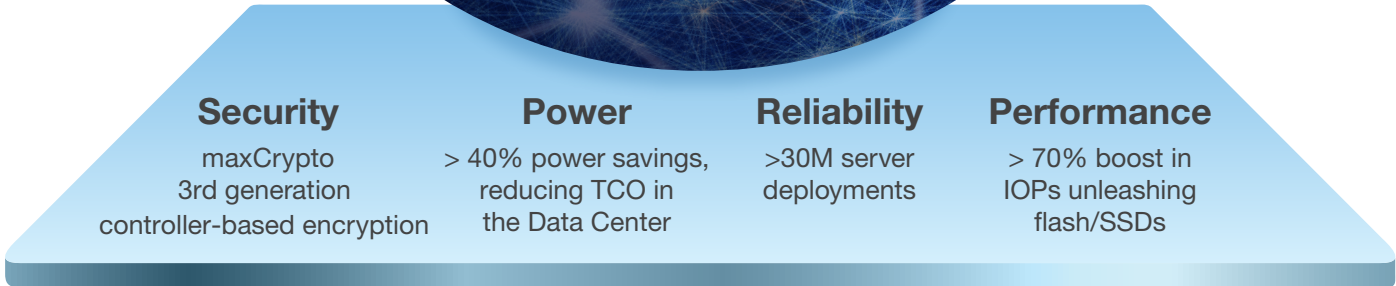 Security
maxCrypto
3rd generation
controller-based encryption
Power
> 40% power savings,
reducing TCO in
the Data Center
Reliability
>30M server
deployments
Performance
> 70% boost in
IOPs unleashing
flash/SSDs